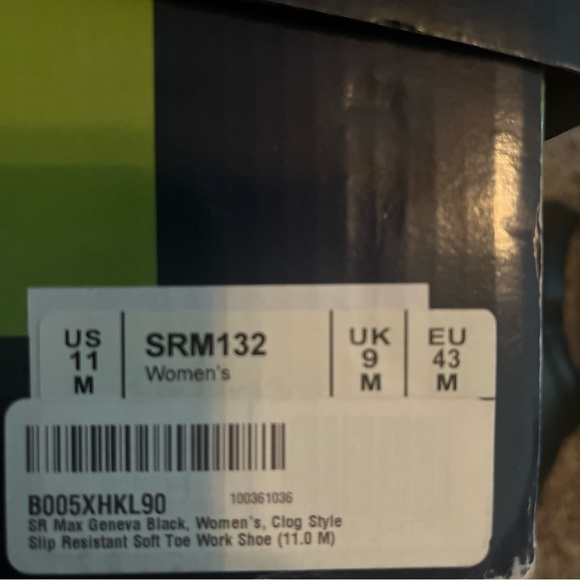 US 11 M
SRM132
Women's
UK 9 M
EU 43 M
B005XHKL90 100361036
SR Max Geneva Black, Women's, Clog Style
Slip Resistant Soft Toe Work Shoe (11.0 M)